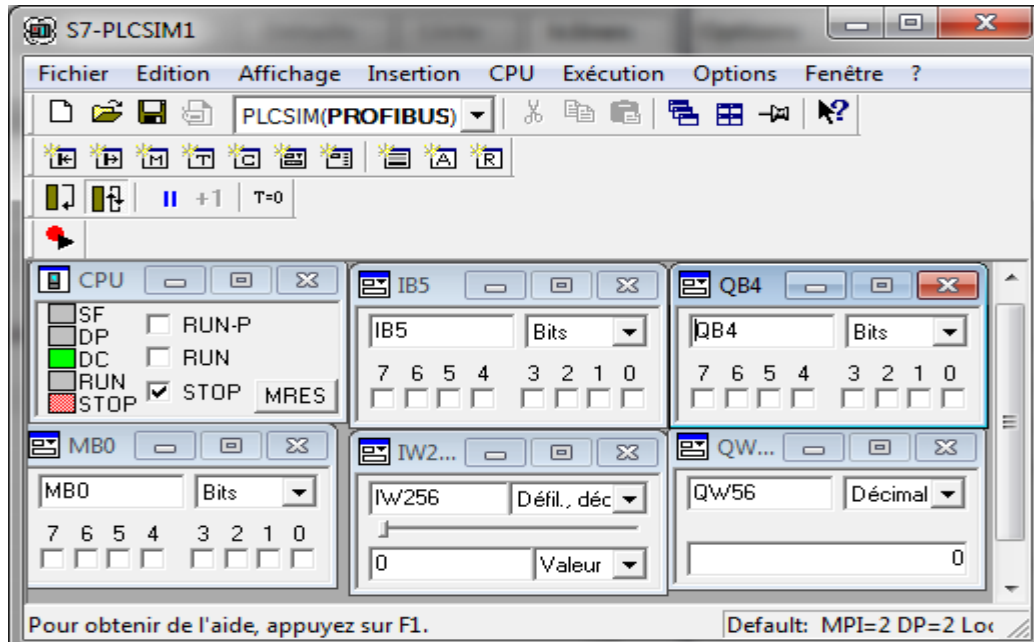 S7-PLCSIM1
Fichier Edition Affichage Insertion CPU Exécution Options Fenêtre ?
PLCSIM(PROFIBUS)
+1 T=0
CPU
SF
DP
DC
RUN
STOP
RUN-P
RUN
STOP
MRES
IB5
IB5 Bits
7 6 5 4 3 2 1 0
QB4
QB4 Bits
7 6 5 4 3 2 1 0
MB0
MB0 Bits
7 6 5 4 3 2 1 0
IW2...
IW256 Défil., déc
0 Valeur
QW...
QW56 Décimal
0
Pour obtenir de l'aide, appuyez sur F1.
Default: MPI=2 DP=2 Loc